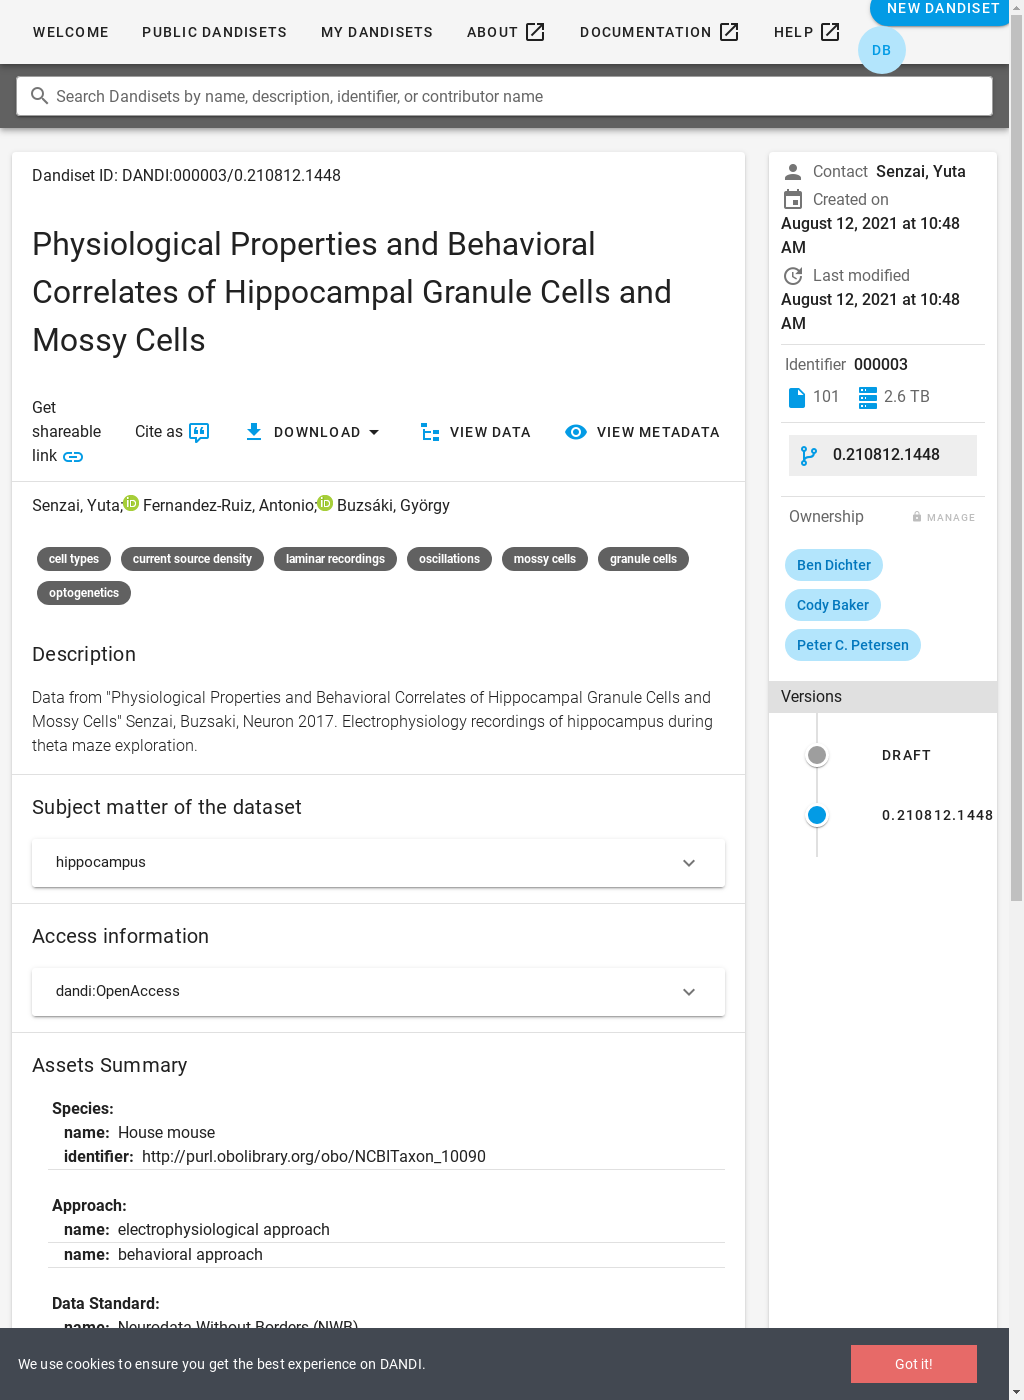 WELCOME PUBLIC DANDISETS MY DANDISETS ABOUT DOCUMENTATION HELP NEW DANDISET
DB
Search Dandisets by name, description, identifier, or contributor name
Dandiset ID: DANDI:000003/0.210812.1448
Physiological Properties and Behavioral
Correlates of Hippocampal Granule Cells and
Mossy Cells
Get
shareable
link
Cite as
DOWNLOAD
VIEW DATA
VIEW METADATA
Senzai, Yuta; Fernandez-Ruiz, Antonio; Buzsáki, György
cell types current source density laminar recordings oscillations mossy cells granule cells
optogenetics
Description
Data from "Physiological Properties and Behavioral Correlates of Hippocampal Granule Cells and
Mossy Cells" Senzai, Buzsaki, Neuron 2017. Electrophysiology recordings of hippocampus during
theta maze exploration.
Subject matter of the dataset
hippocampus
Access information
dandi:OpenAccess
Assets Summary
Species:
name: House mouse
identifier: http://purl.obolibrary.org/obo/NCBITaxon_10090
Approach:
name: electrophysiological approach
name: behavioral approach
Data Standard:
name: Neurodata Without Borders (NWB)
Contact Senzai, Yuta
Created on
August 12, 2021 at 10:48
AM
Last modified
August 12, 2021 at 10:48
AM
Identifier 000003
101 2.6 TB
0.210812.1448
Ownership MANAGE
Ben Dichter
Cody Baker
Peter C. Petersen
Versions
DRAFT
0.210812.1448
We use cookies to ensure you get the best experience on DANDI.
Got it!